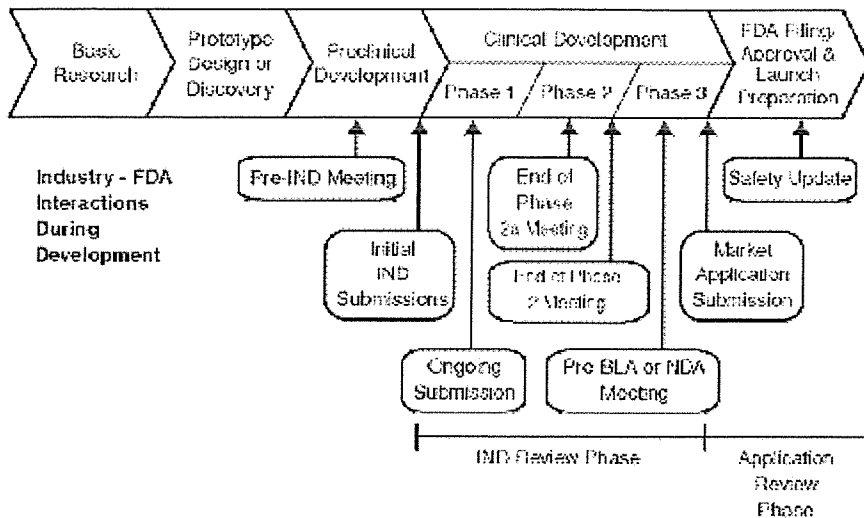 Basic
Research
Prototype
Design or
Discovery
Preclinical
Development
Clinical Development
Phase 1
Phase 2
Phase 3
FDA Filing/
Approval &
Launch
Preparation
Industry - FDA
Interactions
During
Development
Pre-IND Meeting
Initial
IND
Submissions
Ongoing
Submission
End of
Phase
2a Meeting
End of Phase
2 Meeting
Pre-BLA or NDA
Meeting
Market
Application
Submission
Safety Update
IND Review Phase
Application
Review
Phase